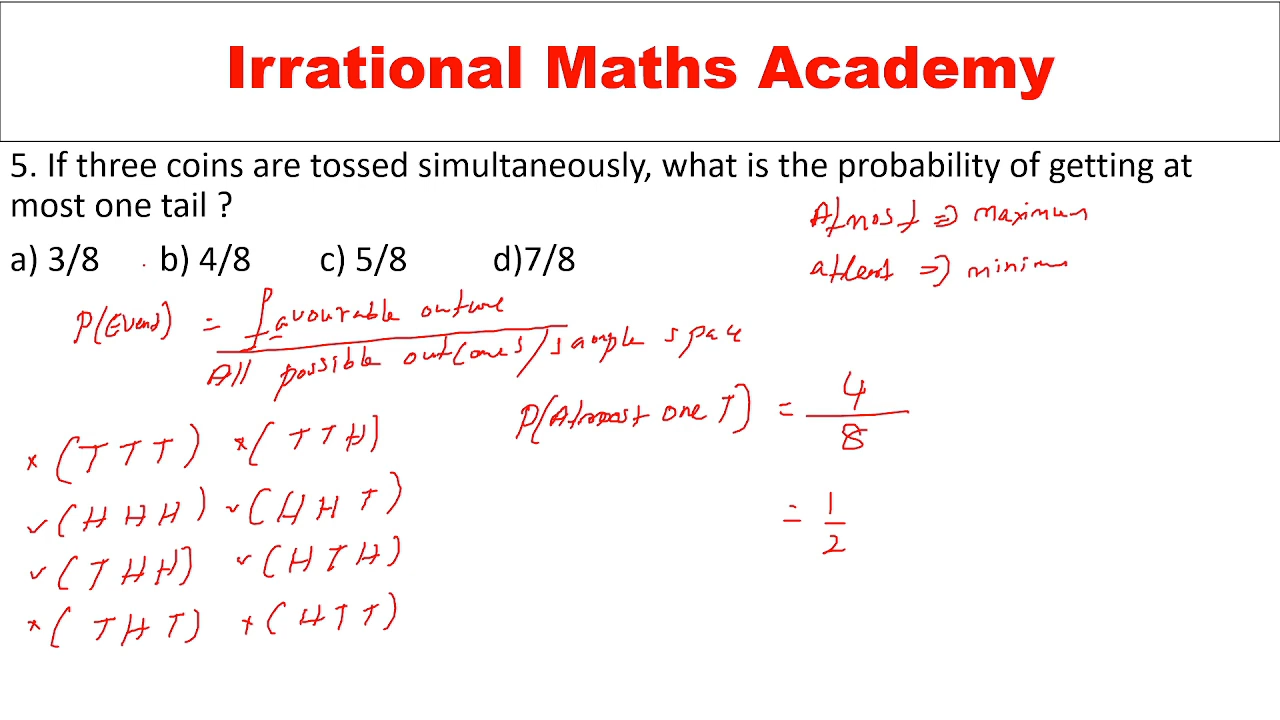 Irrational Maths Academy
5. If three coins are tossed simultaneously, what is the probability of getting at
most one tail ?
a) 3/8 b) 4/8 c) 5/8 d)7/8
Atmost ⇒ maximum
atleast ⇒
P(Event) = favourable
All possible outcomes/sample space
P(Atmost one T) = 4
8
= 1
2
× (T T T) × (T T H)
✓ (H H H) ✓ (H H T)
✓ (T H H) ✓ (H T H)
× (T H T) × (H T T)